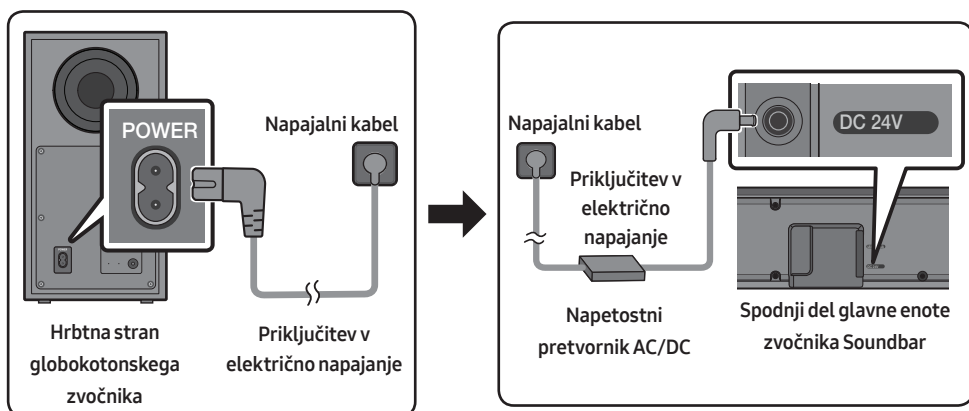 POWER
Napajalni kabel
Hrbtna stran
globokotonskega
zvočnika
Priključitev v
električno napajanje
Napajalni kabel
Priključitev v
električno
napajanje
Napetostni
pretvornik AC/DC
DC 24V
Spodnji del glavne enote
zvočnika Soundbar